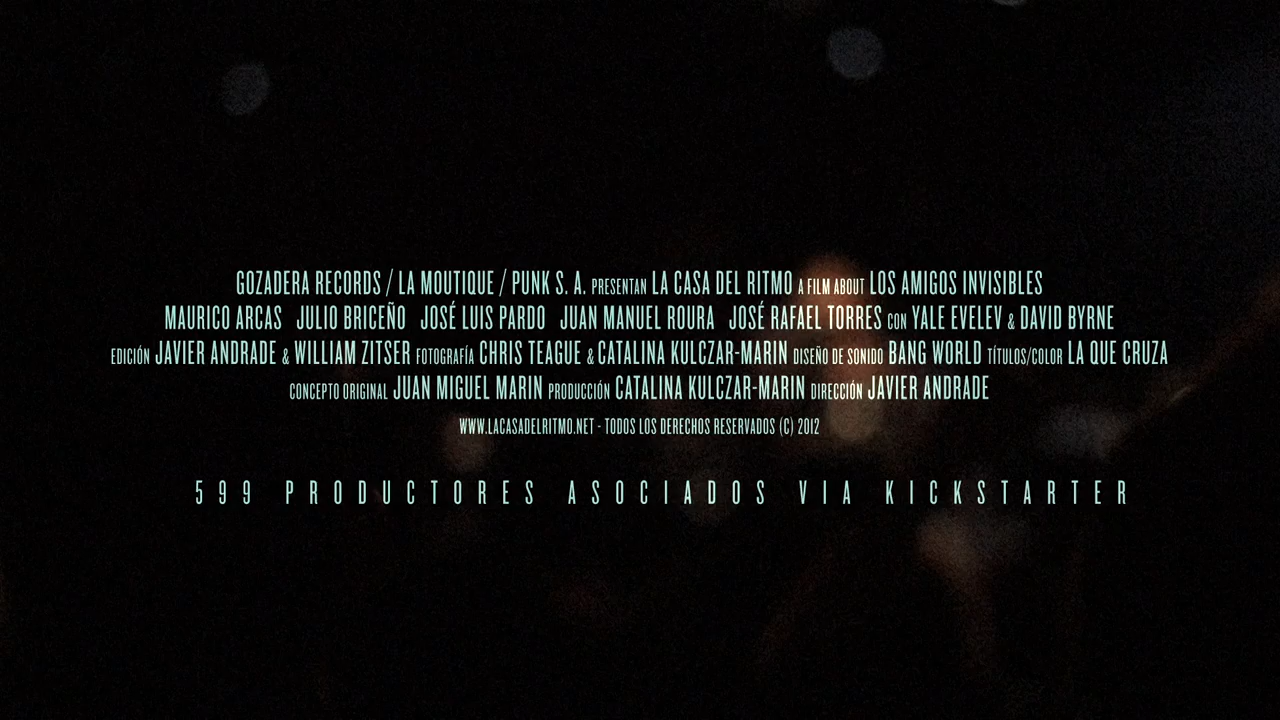 GOZADERA RECORDS / LA MOUTIQUE / PUNK S. A. PRESENTAN LA CASA DEL RITMO A FILM ABOUT LOS AMIGOS INVISIBLES
MAURICO ARCAS JULIO BRICEÑO JOSÉ LUIS PARDO JUAN MANUEL ROURA JOSÉ RAFAEL TORRES CON YALE EVELEV & DAVID BYRNE
EDICIÓN JAVIER ANDRADE & WILLIAM ZITSER FOTOGRAFÍA CHRIS TEAGUE & CATALINA KULCZAR-MARIN DISEÑO DE SONIDO BANG WORLD TÍTULOS/COLOR LA QUE CRUZA
CONCEPTO ORIGINAL JUAN MIGUEL MARIN PRODUCCIÓN CATALINA KULCZAR-MARIN DIRECCIÓN JAVIER ANDRADE
WWW.LACASADELRITMO.NET - TODOS LOS DERECHOS RESERVADOS (C) 2012
599 PRODUCTORES ASOCIADOS VIA KICKSTARTER